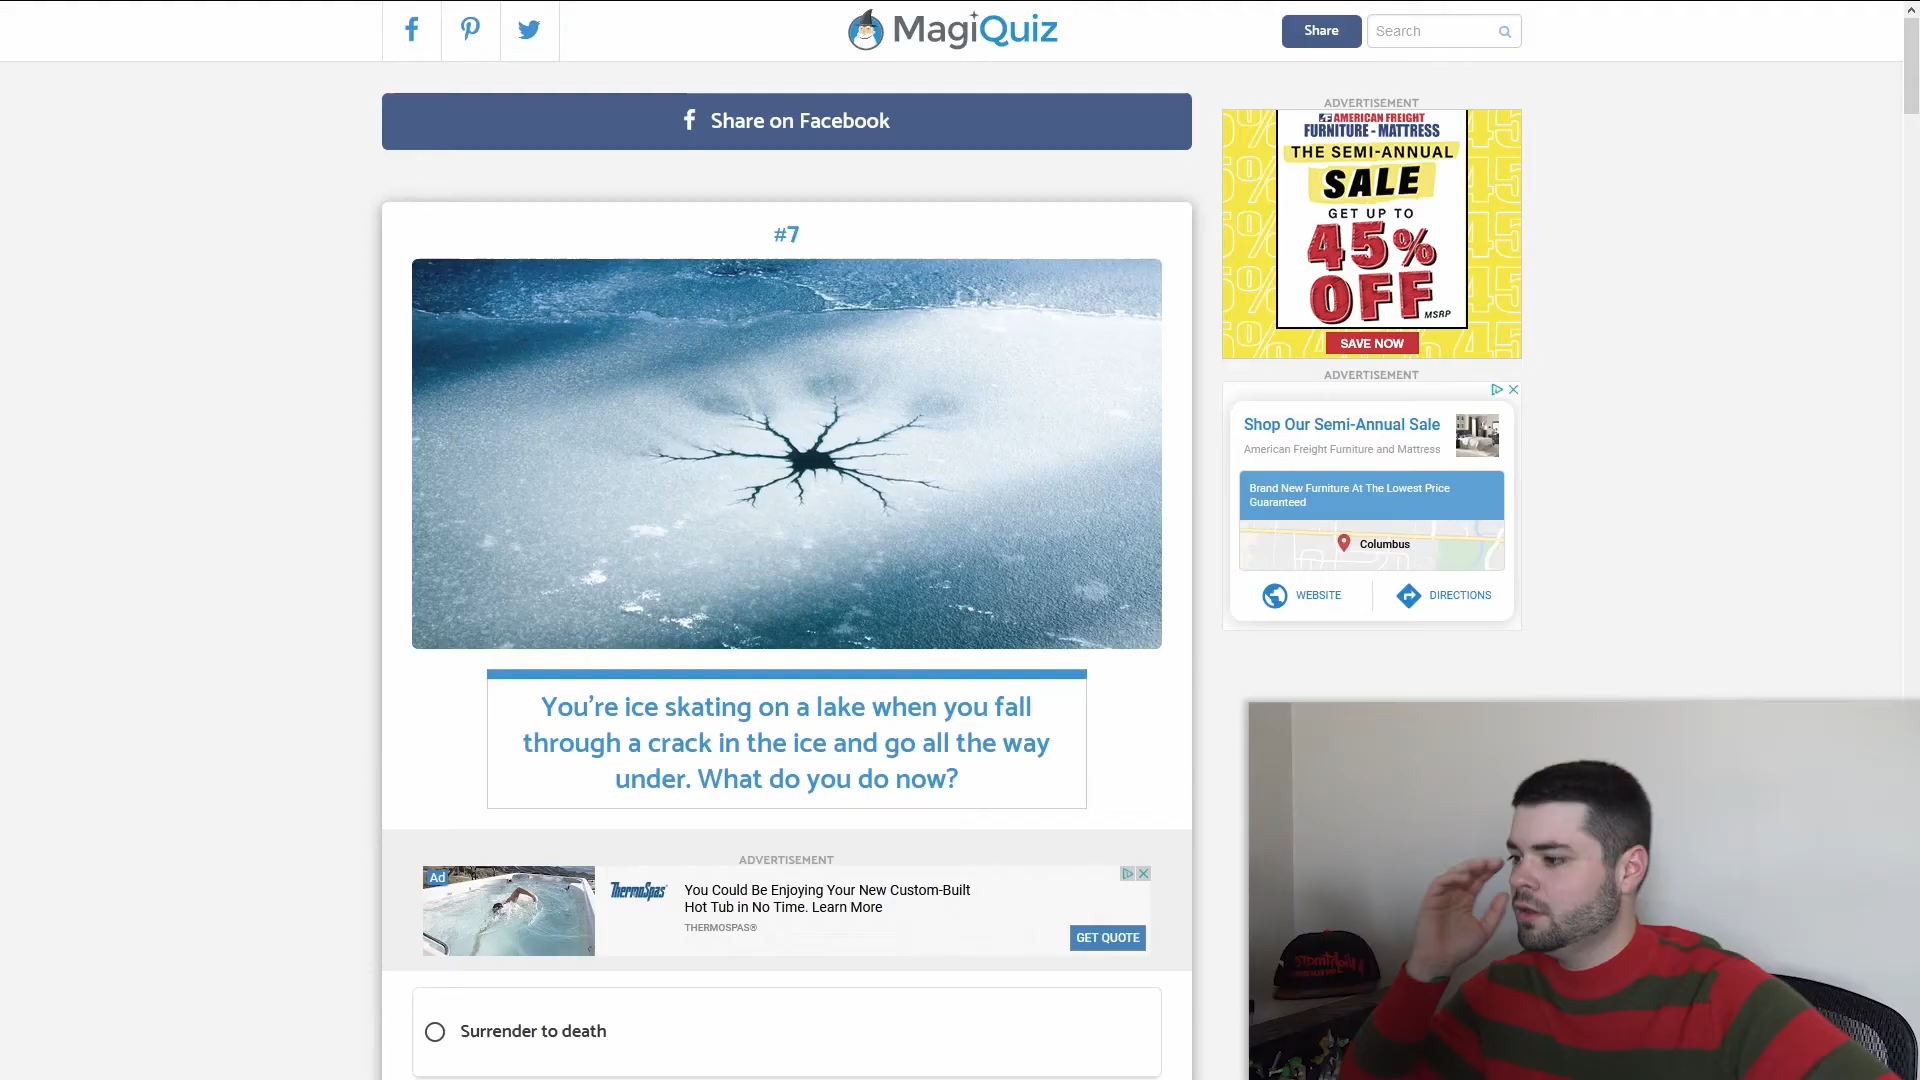 MagiQuiz
Share
Search
Share on Facebook
ADVERTISEMENT
AMERICAN FREIGHT
FURNITURE - MATTRESS
THE SEMI-ANNUAL
SALE
GET UP TO
45%
OFF
MSRP
SAVE NOW
#7
ADVERTISEMENT
Shop Our Semi-Annual Sale
American Freight Furniture and Mattress
Brand New Furniture At The Lowest Price
Guaranteed
Columbus
WEBSITE
DIRECTIONS
You’re ice skating on a lake when you fall
through a crack in the ice and go all the way
under. What do you do now?
ADVERTISEMENT
Ad
ThermoSpas
You Could Be Enjoying Your New Custom-Built
Hot Tub in No Time. Learn More
THERMOSPAS®
GET QUOTE
Surrender to death